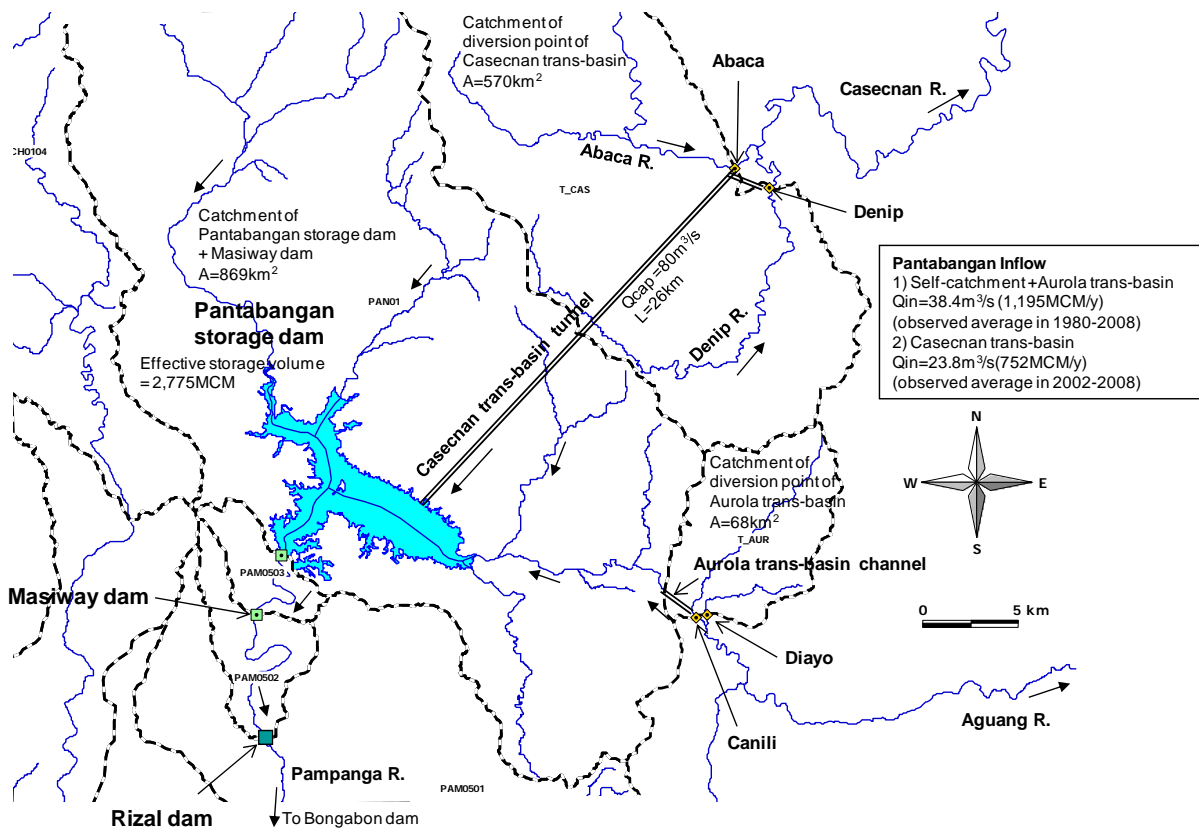 Catchment of
diversion point of
Casecnan trans-basin
A=570km²
Abaca
Casecnan R.
Abaca R.
CH0104
T_CAS
Denip
Catchment of
Pantabangan storage dam
+ Masiway dam
A=869km²
PAN01
Qcap =80m³/s
L=26km
Pantabangan
storage dam
Effective storage volume
= 2,775MCM
Casecnan trans-basin tunnel
Denip R.
Pantabangan Inflow
1) Self-catchment +Aurola trans-basin
Qin=38.4m³/s (1,195MCM/y)
(observed average in 1980-2008)
2) Casecnan trans-basin
Qin=23.8m³/s(752MCM/y)
(observed average in 2002-2008)
N
W
E
S
Catchment of
diversion point of
Aurola trans-basin
A=68km²
T_AUR
Aurola trans-basin channel
PAM0503
Masiway dam
0
5 km
Diayo
PAM0502
Aguang R.
Canili
Pampanga R.
PAM0501
Rizal dam
To Bongabon dam